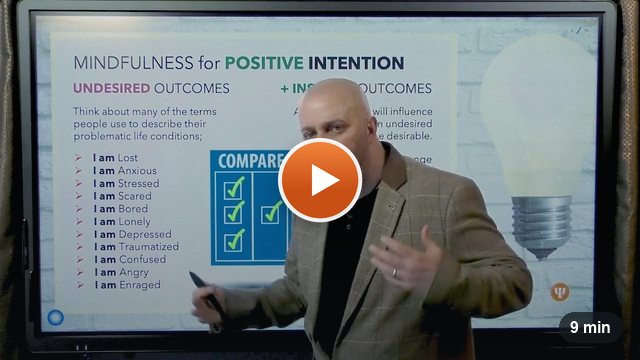 MINDFULNESS for POSITIVE INTENTION
UNDESIRED OUTCOMES
Think about many of the terms
people use to describe their
problematic life conditions;
I am Lost
I am Anxious
I am Stressed
I am Scared
I am Bored
I am Lonely
I am Depressed
I am Traumatized
I am Confused
I am Angry
I am Enraged
COMPARE
OUTCOMES
will influence
undesired
desirable.
Ψ
9 min